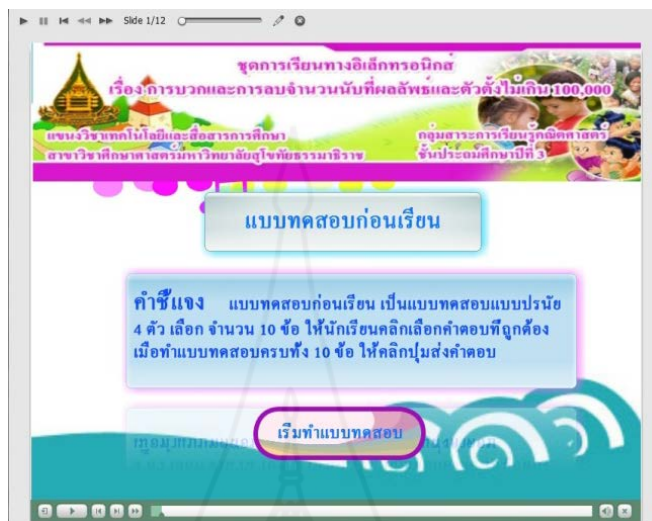 Slide 1/12
ชุดการเรียนทางอิเล็กทรอนิกส์
เรื่อง การบวกและการลบจำนวนนับที่ผลลัพธ์และตัวตั้งไม่เกิน 100,000
แขนงวิชาเทคโนโลยีและสื่อสารการศึกษา
กลุ่มสาระการเรียนรู้คณิตศาสตร์
สาขาวิชาศึกษาศาสตร์มหาวิทยาลัยสุโขทัยธรรมาธิราช
ชั้นประถมศึกษาปีที่ 3
แบบทดสอบก่อนเรียน
คำชี้แจง แบบทดสอบก่อนเรียน เป็นแบบทดสอบแบบปรนัย
4 ตัว เลือก จำนวน 10 ข้อ ให้นักเรียนคลิกเลือกคำตอบที่ถูกต้อง
เมื่อทำแบบทดสอบครบทั้ง 10 ข้อ ให้คลิกปุ่มส่งคำตอบ
เริ่มทำแบบทดสอบ